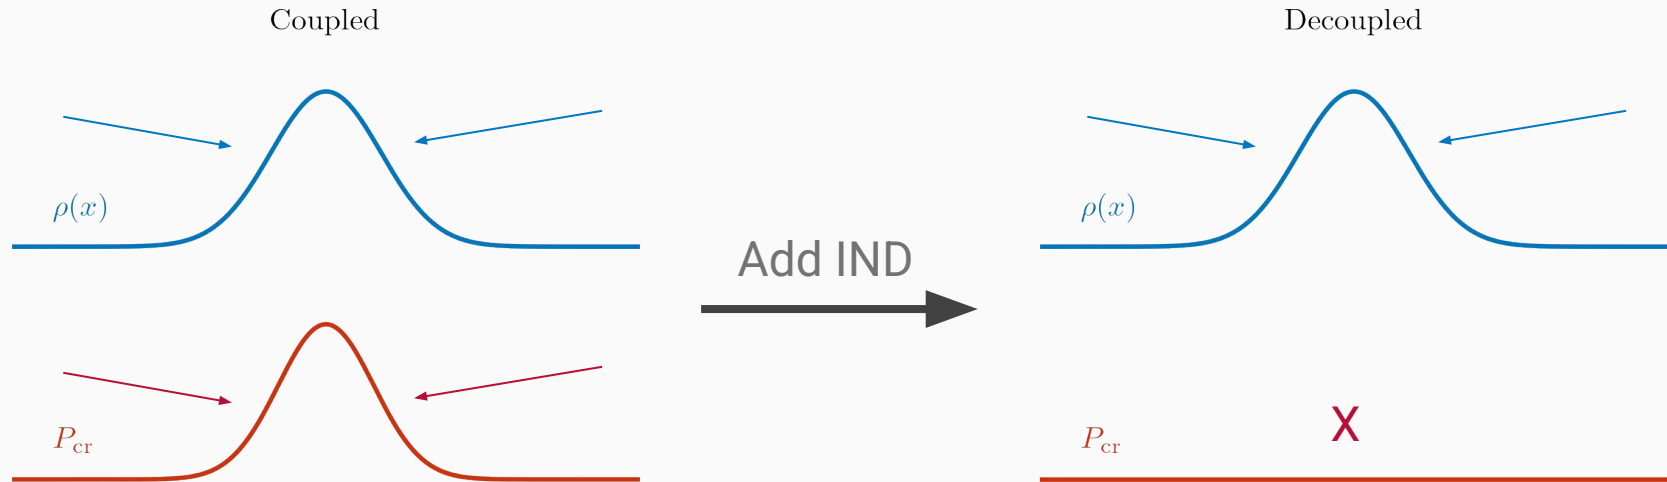 Coupled
Decoupled
ρ(x)
ρ(x)
Add IND
P_cr
X
P_cr